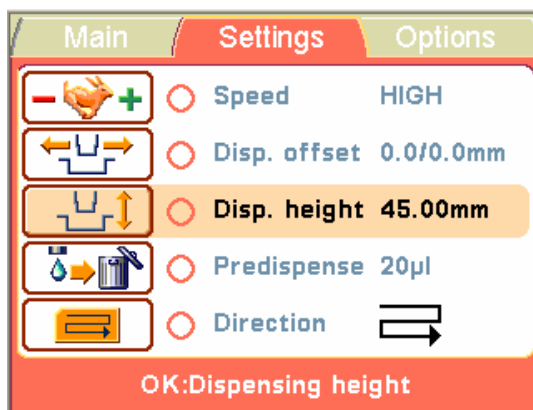 Main Settings Options
Speed HIGH
Disp. offset 0.0/0.0mm
Disp. height 45.00mm
Predispense 20µl
Direction
OK:Dispensing height